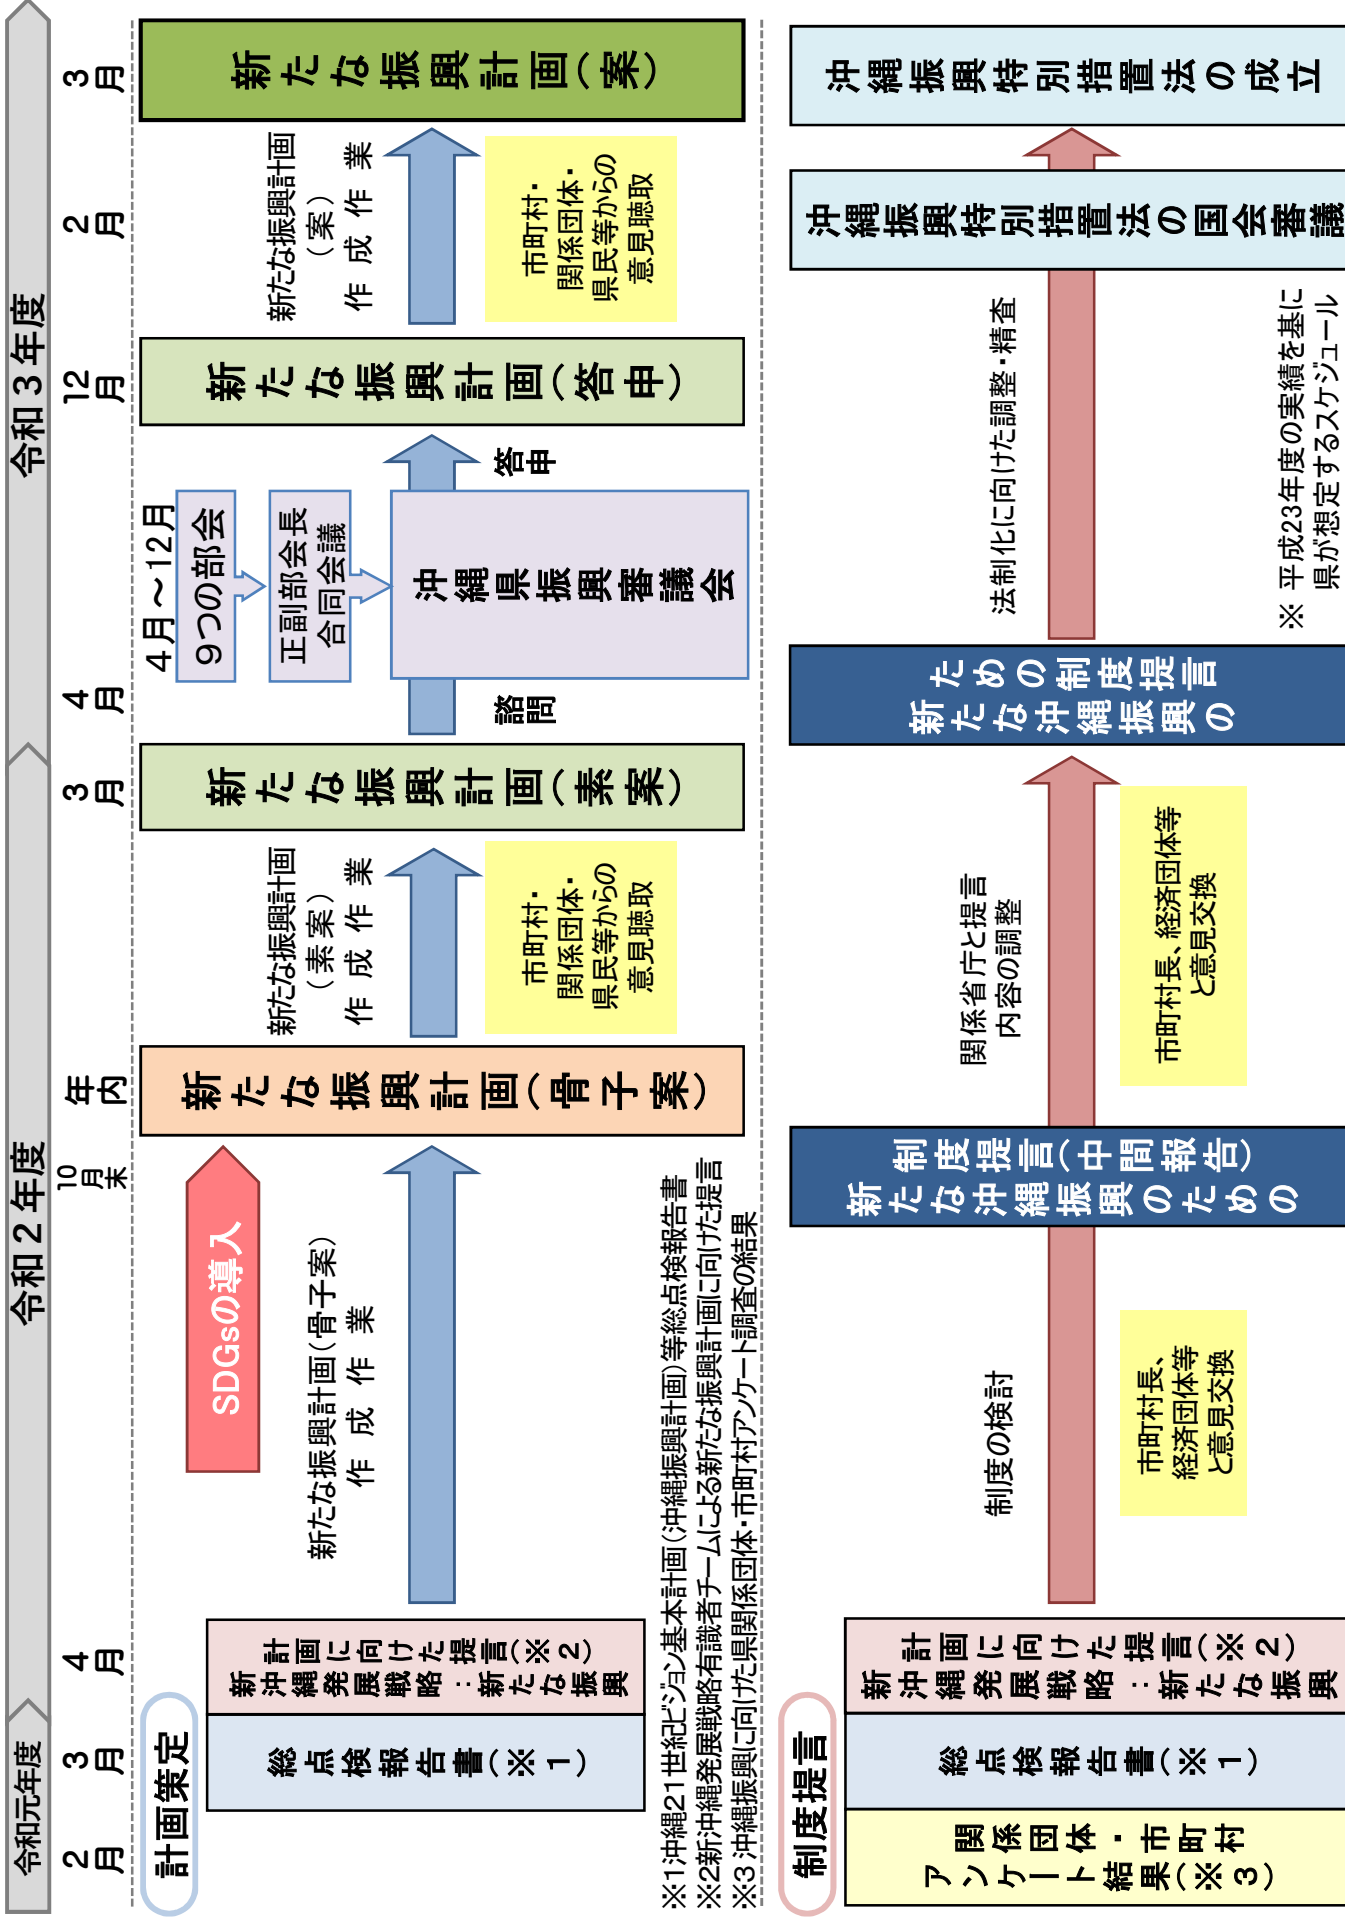 令和元年度
令和２年度
令和３年度
2月
3月
4月
10月末
年内
3月
4月
12月
2月
3月
計画策定
総点検報告書(※１)
新沖縄発展戦略：新たな振興
計画に向けた提言(※２)
SDGsの導入
新たな振興計画(骨子案)
作成作業
新たな振興計画(骨子案)
新たな振興計画
(素案)
作成作業
市町村・
関係団体・
県民等からの
意見聴取
新たな振興計画(素案)
諮問
4月～12月
9つの部会
正副部会長
合同会議
沖縄県振興審議会
答申
新たな振興計画(答申)
新たな振興計画
(案)
作成作業
市町村・
関係団体・
県民等からの
意見聴取
新たな振興計画(案)
※1沖縄21世紀ビジョン基本計画(沖縄振興計画)等総点検報告書
※2新沖縄発展戦略有識者チームによる新たな振興計画に向けた提言
※3 沖縄振興に向けた県関係団体・市町村アンケート調査の結果
制度提言
関係団体・市町村
アンケート結果(※３)
総点検報告書(※１)
新沖縄発展戦略：新たな振興
計画に向けた提言(※２)
制度の検討
市町村長、
経済団体等
と意見交換
新たな沖縄振興のための
制度提言(中間報告)
関係省庁と提言
内容の調整
市町村長、経済団体等
と意見交換
新たな沖縄振興の
ための制度提言
法制化に向けた調整・精査
沖縄振興特別措置法の国会審議
沖縄振興特別措置法の成立
※ 平成23年度の実績を基に
県が想定するスケジュール